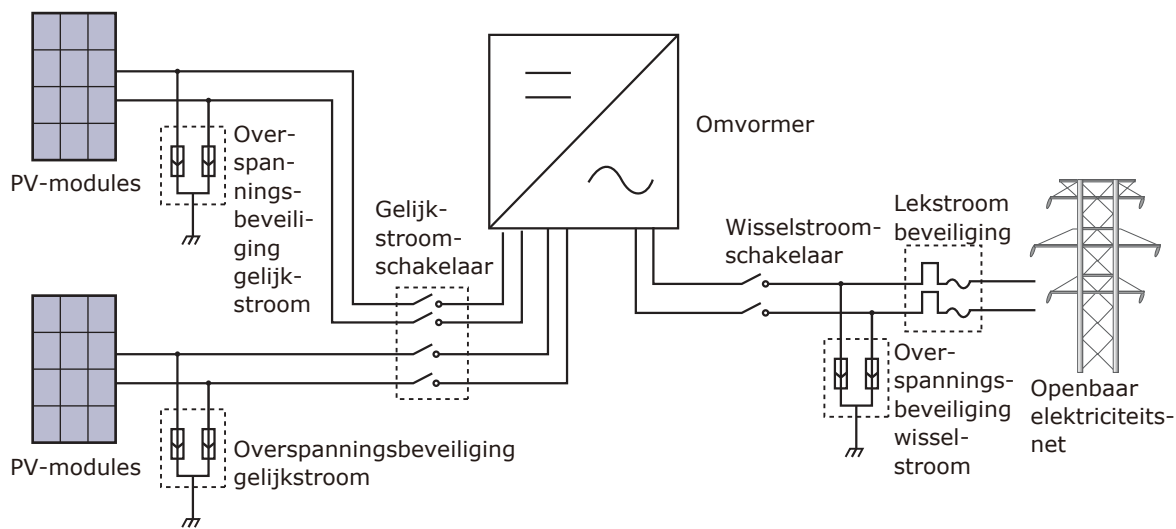 PV-modules
Over-
span-
nings-
beveili-
ging
gelijk-
stroom
Gelijk-
stroom-
schakelaar
Omvormer
Wisselstroom-
schakelaar
Lekstroom
beveiliging
PV-modules
Overspanningsbeveiliging
gelijkstroom
Over-
spannings-
beveiliging
wissel-
stroom
Openbaar
elektriciteits-
net